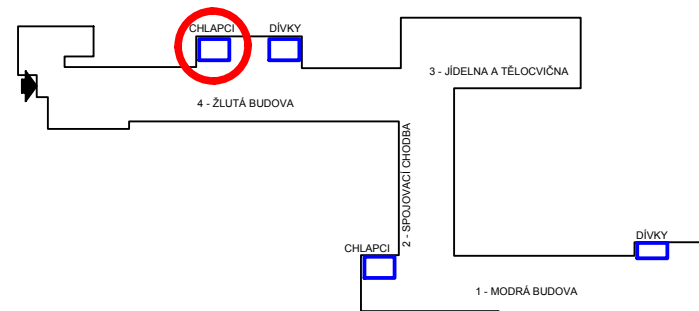 CHLAPCI
DÍVKY
3 - JÍDELNA A TĚLOCVIČNA
4 - ŽLUTÁ BUDOVA
2 - SPOJOVACÍ CHODBA
CHLAPCI
DÍVKY
1 - MODRÁ BUDOVA